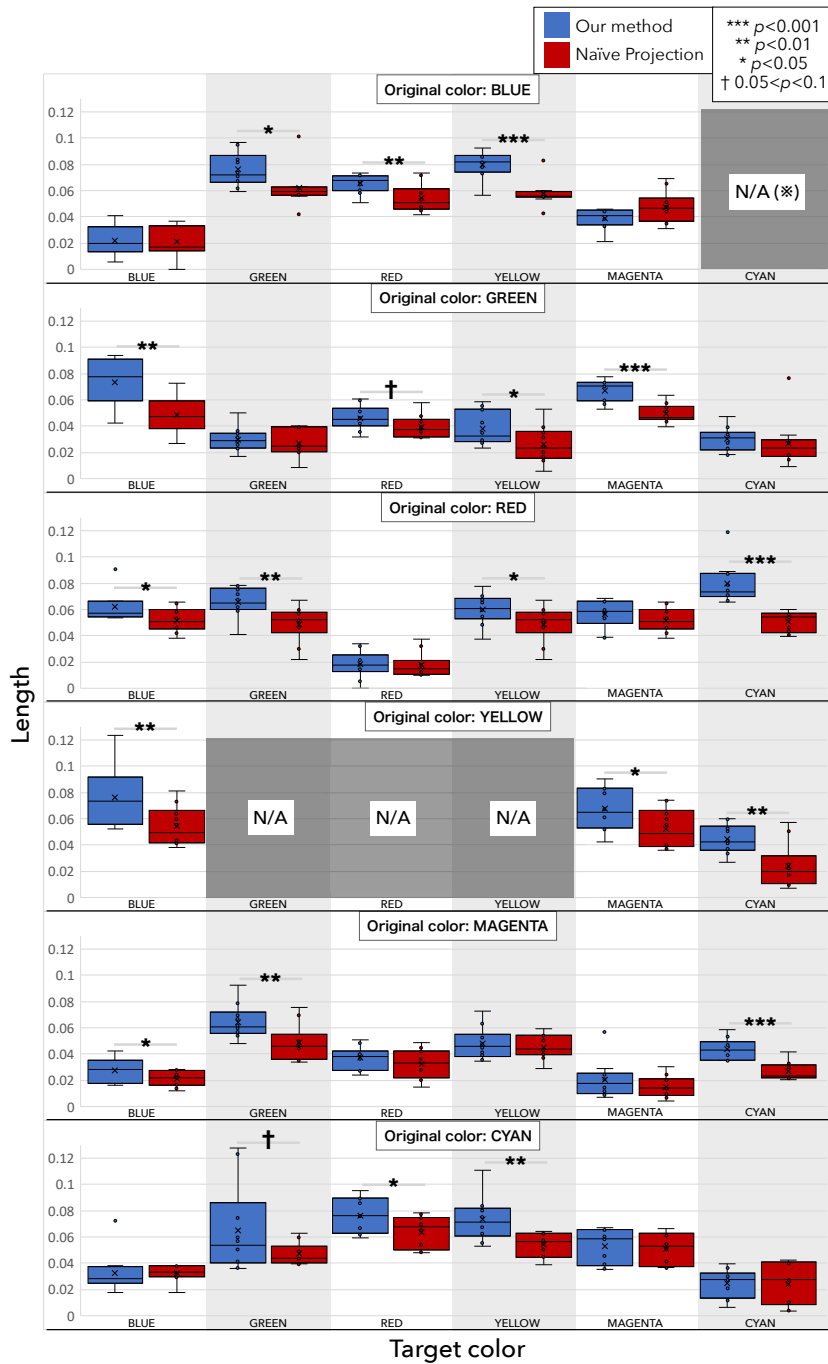 Our method
Naïve Projection
*** p<0.001
** p<0.01
* p<0.05
† 0.05<p<0.1
Length
Original color: BLUE
0.12
0.1
0.08
0.06
0.04
0.02
0
*
**
***
N/A (※)
BLUE GREEN RED YELLOW MAGENTA CYAN
Original color: GREEN
0.12
0.1
0.08
0.06
0.04
0.02
0
**
†
*
***
BLUE GREEN RED YELLOW MAGENTA CYAN
Original color: RED
0.12
0.1
0.08
0.06
0.04
0.02
0
*
**
*
***
BLUE GREEN RED YELLOW MAGENTA CYAN
Original color: YELLOW
0.12
0.1
0.08
0.06
0.04
0.02
0
**
N/A
N/A
N/A
*
**
BLUE GREEN RED YELLOW MAGENTA CYAN
Original color: MAGENTA
0.12
0.1
0.08
0.06
0.04
0.02
0
*
**
***
BLUE GREEN RED YELLOW MAGENTA CYAN
Original color: CYAN
0.12
0.1
0.08
0.06
0.04
0.02
0
†
*
**
BLUE GREEN RED YELLOW MAGENTA CYAN
Target color